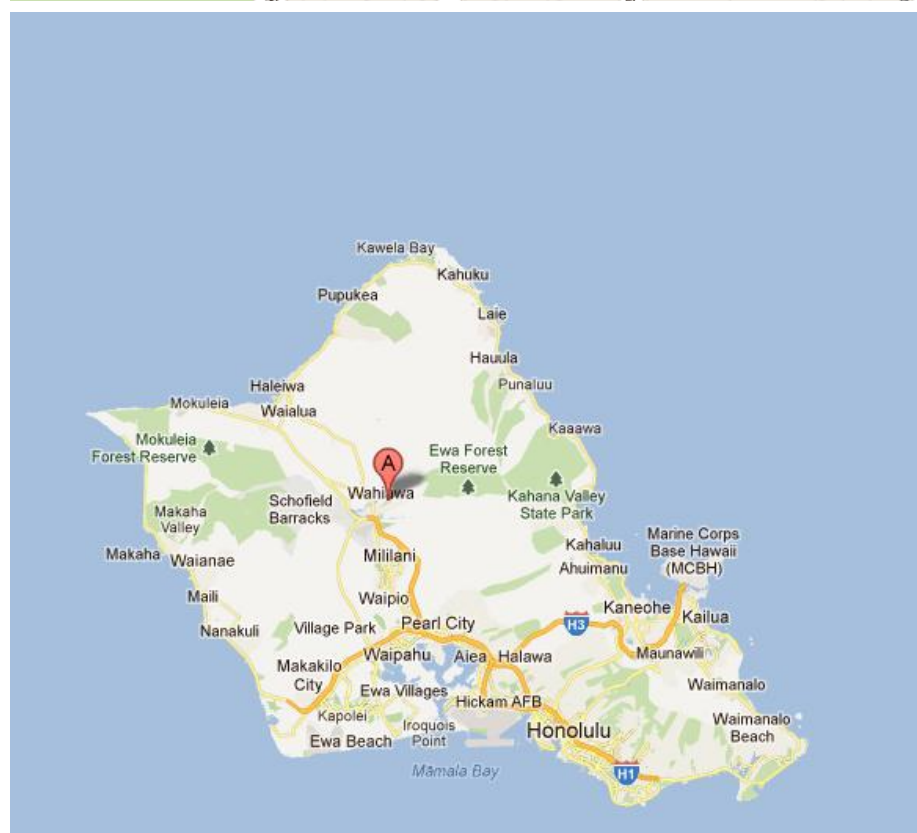 Kawela Bay
Kahuku
Pupukea
Laie
Hauula
Punaluu
Haleiwa
Mokuleia
Waialua
Kaaawa
Mokuleia
Forest Reserve
Ewa Forest
Reserve
A
Wahiawa
Kahana Valley
State Park
Schofield
Barracks
Makaha
Valley
Marine Corps
Base Hawaii
(MCBH)
Kahaluu
Makaha
Waianae
Mililani
Ahuimanu
Maili
Waipio
Kaneohe
Kailua
Nanakuli
Village Park
Pearl City
H3
Waipahu
Aiea
Halawa
Maunawili
Makakilo
City
Waimanalo
Ewa Villages
Hickam AFB
Kapolei
Iroquois
Point
Honolulu
Waimanalo
Beach
Ewa Beach
Māmala Bay
H1